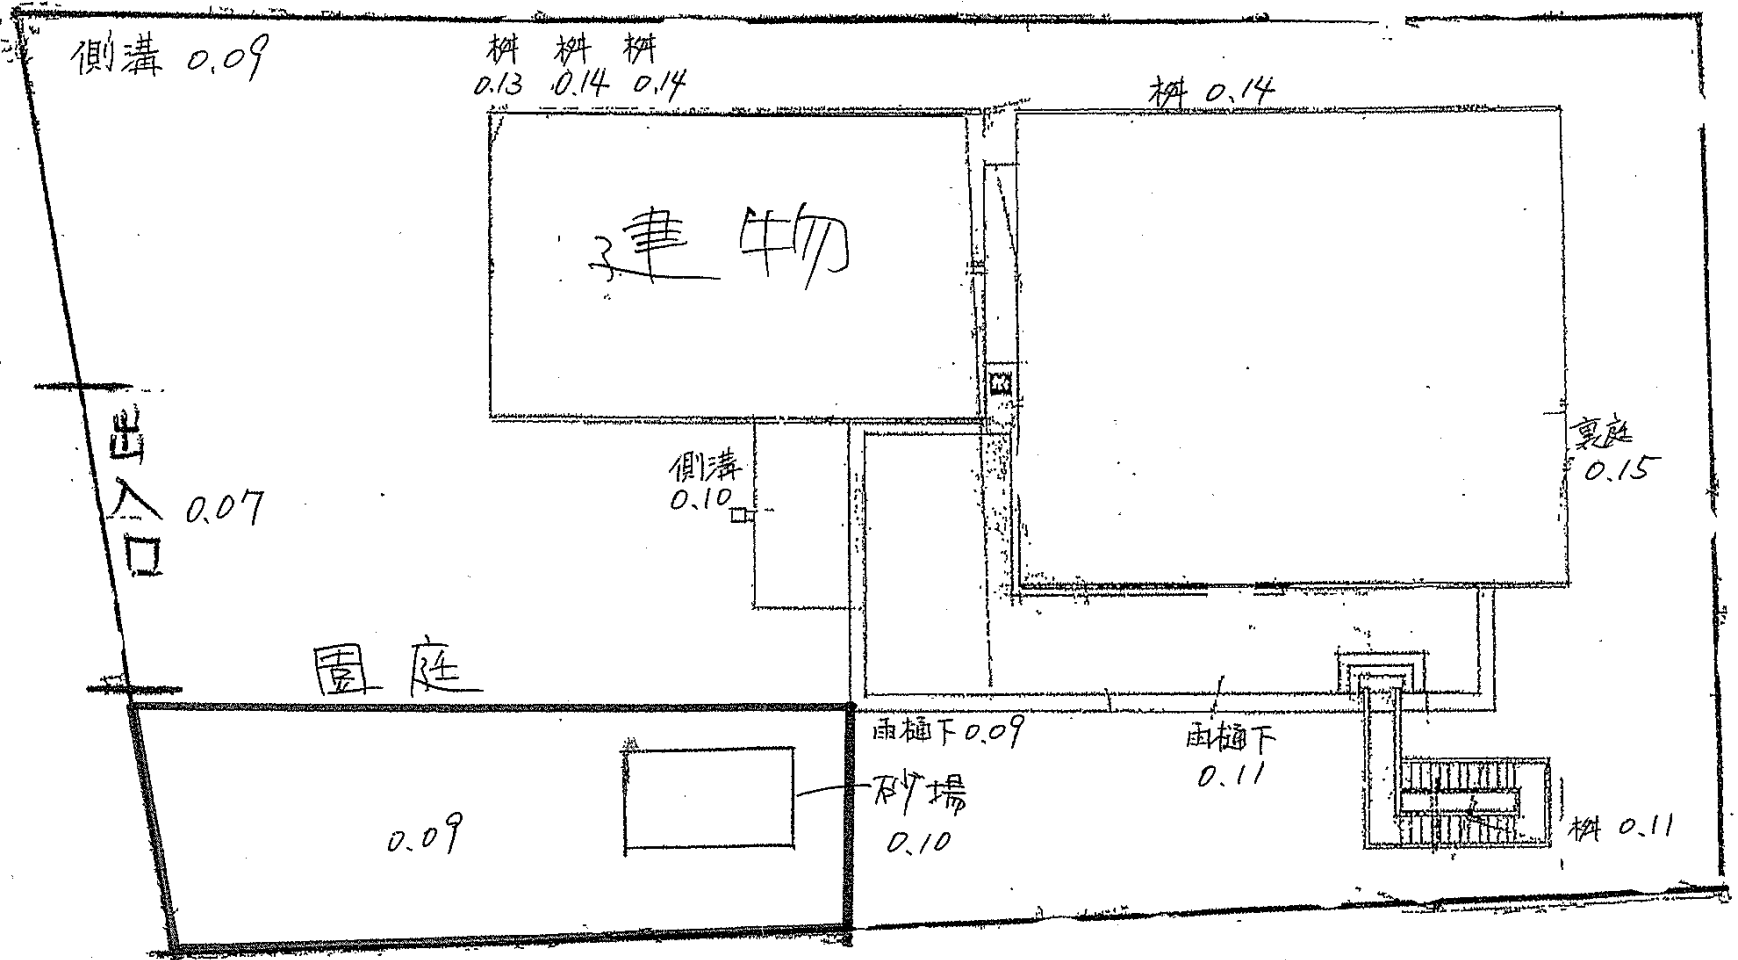 側溝 0.09
桝 桝 桝
0.13 0.14 0.14
桝 0.14
建物
裏庭
0.15
出入口
0.07
側溝
0.10
園庭
雨樋下 0.09
雨樋下
0.11
砂場
0.10
0.09
桝 0.11